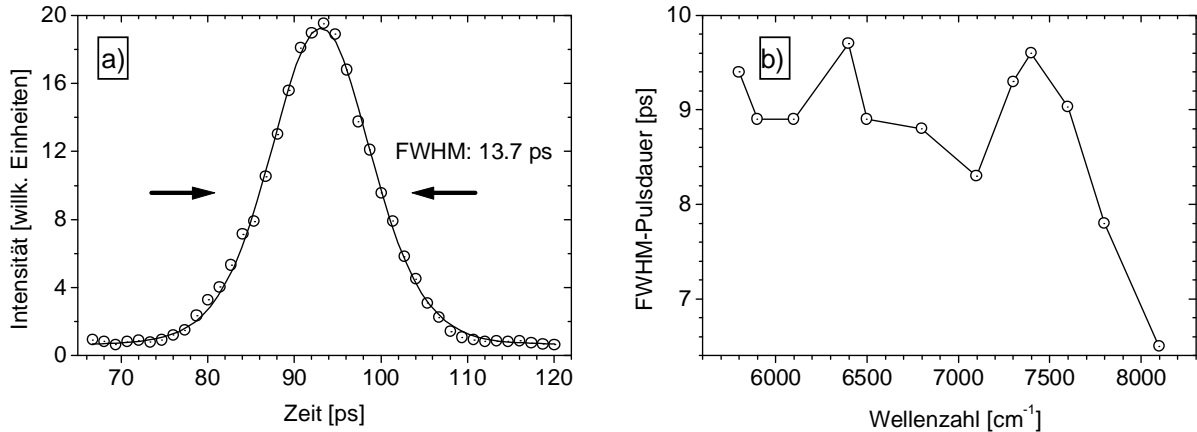 a)
Intensität [willk. Einheiten]
20
16
12
8
4
0
FWHM: 13.7 ps
70 80 90 100 110 120
Zeit [ps]
b)
FWHM-Pulsdauer [ps]
10
9
8
7
6000 6500 7000 7500 8000
Wellenzahl [cm⁻¹]